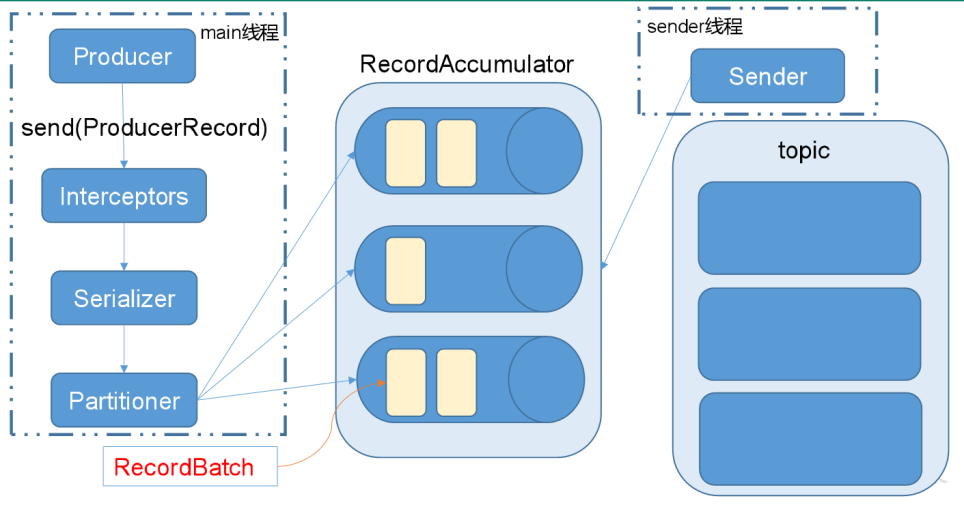 main线程
Producer
send(ProducerRecord)
Interceptors
Serializer
Partitioner
RecordBatch
RecordAccumulator
sender线程
Sender
topic